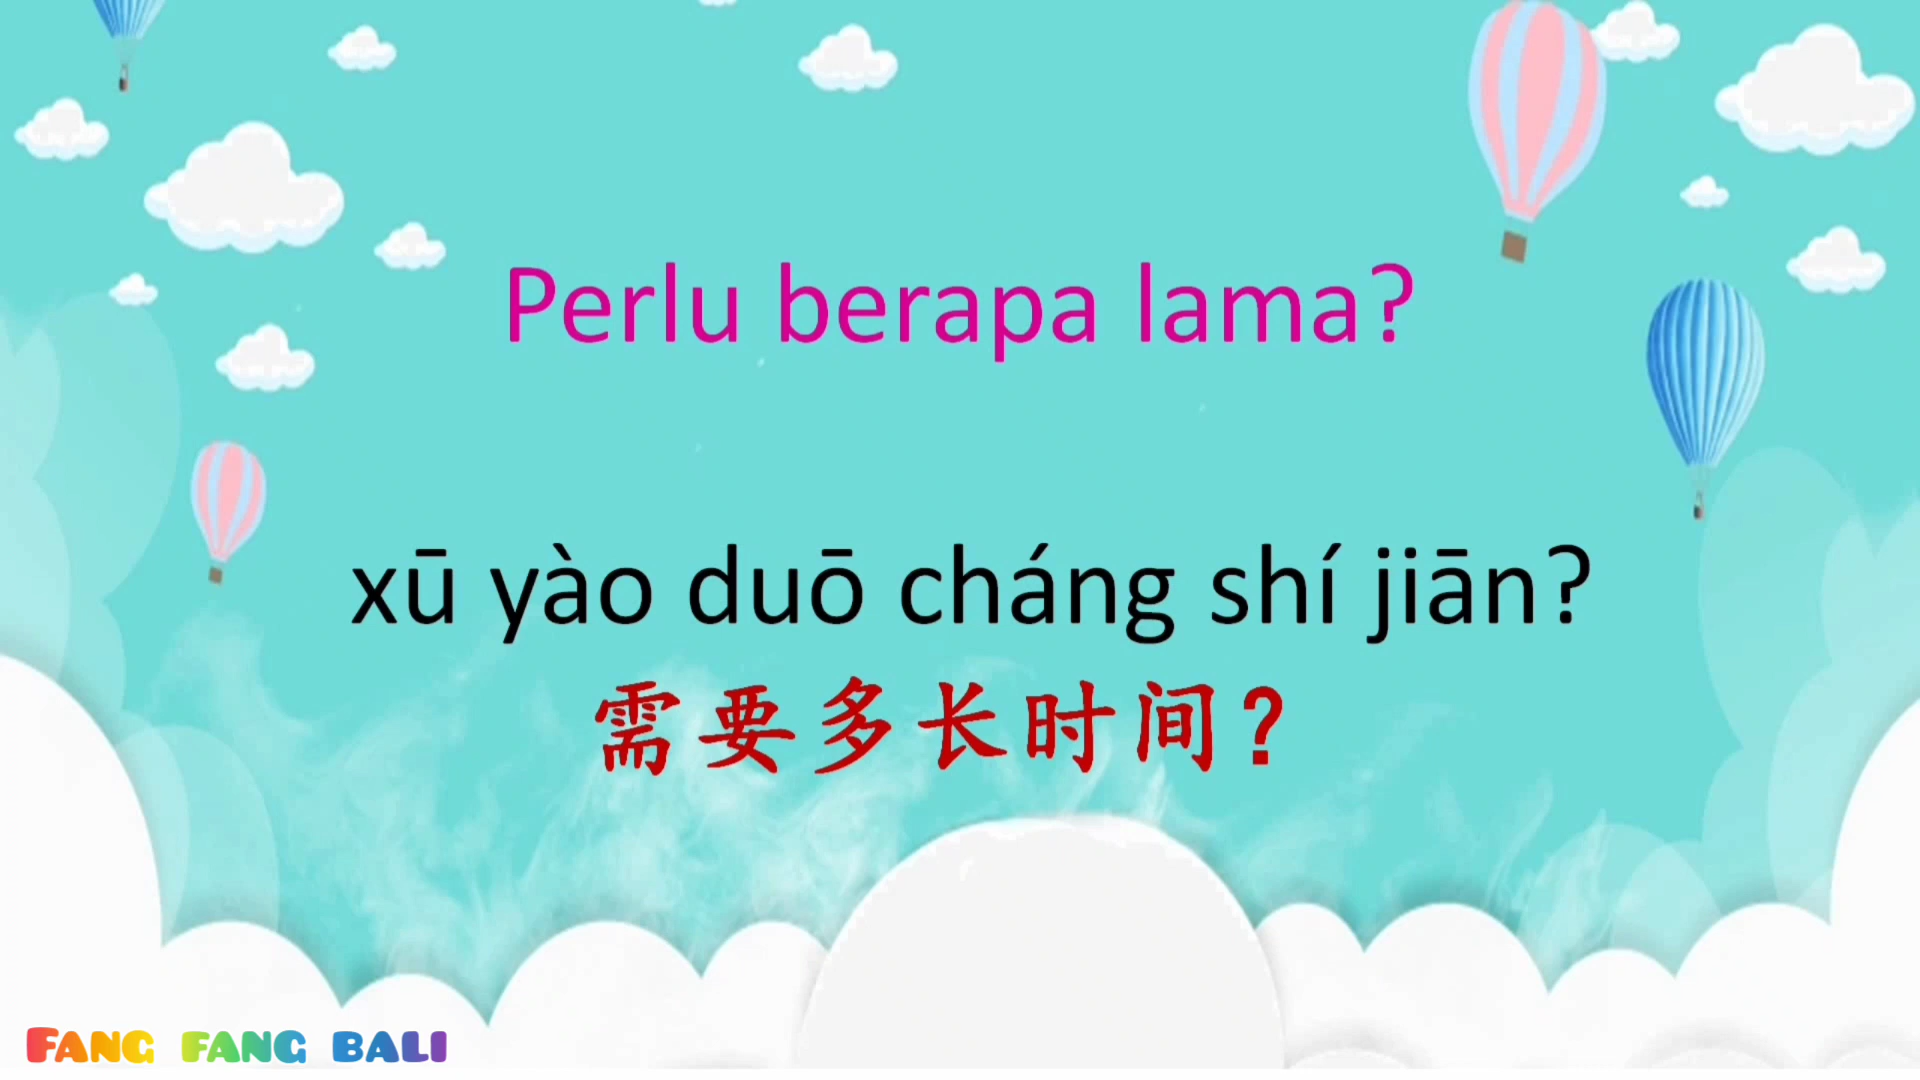 Perlu berapa lama?
xū yào duō cháng shí jiān?
需要多长时间?
FANG FANG BALI